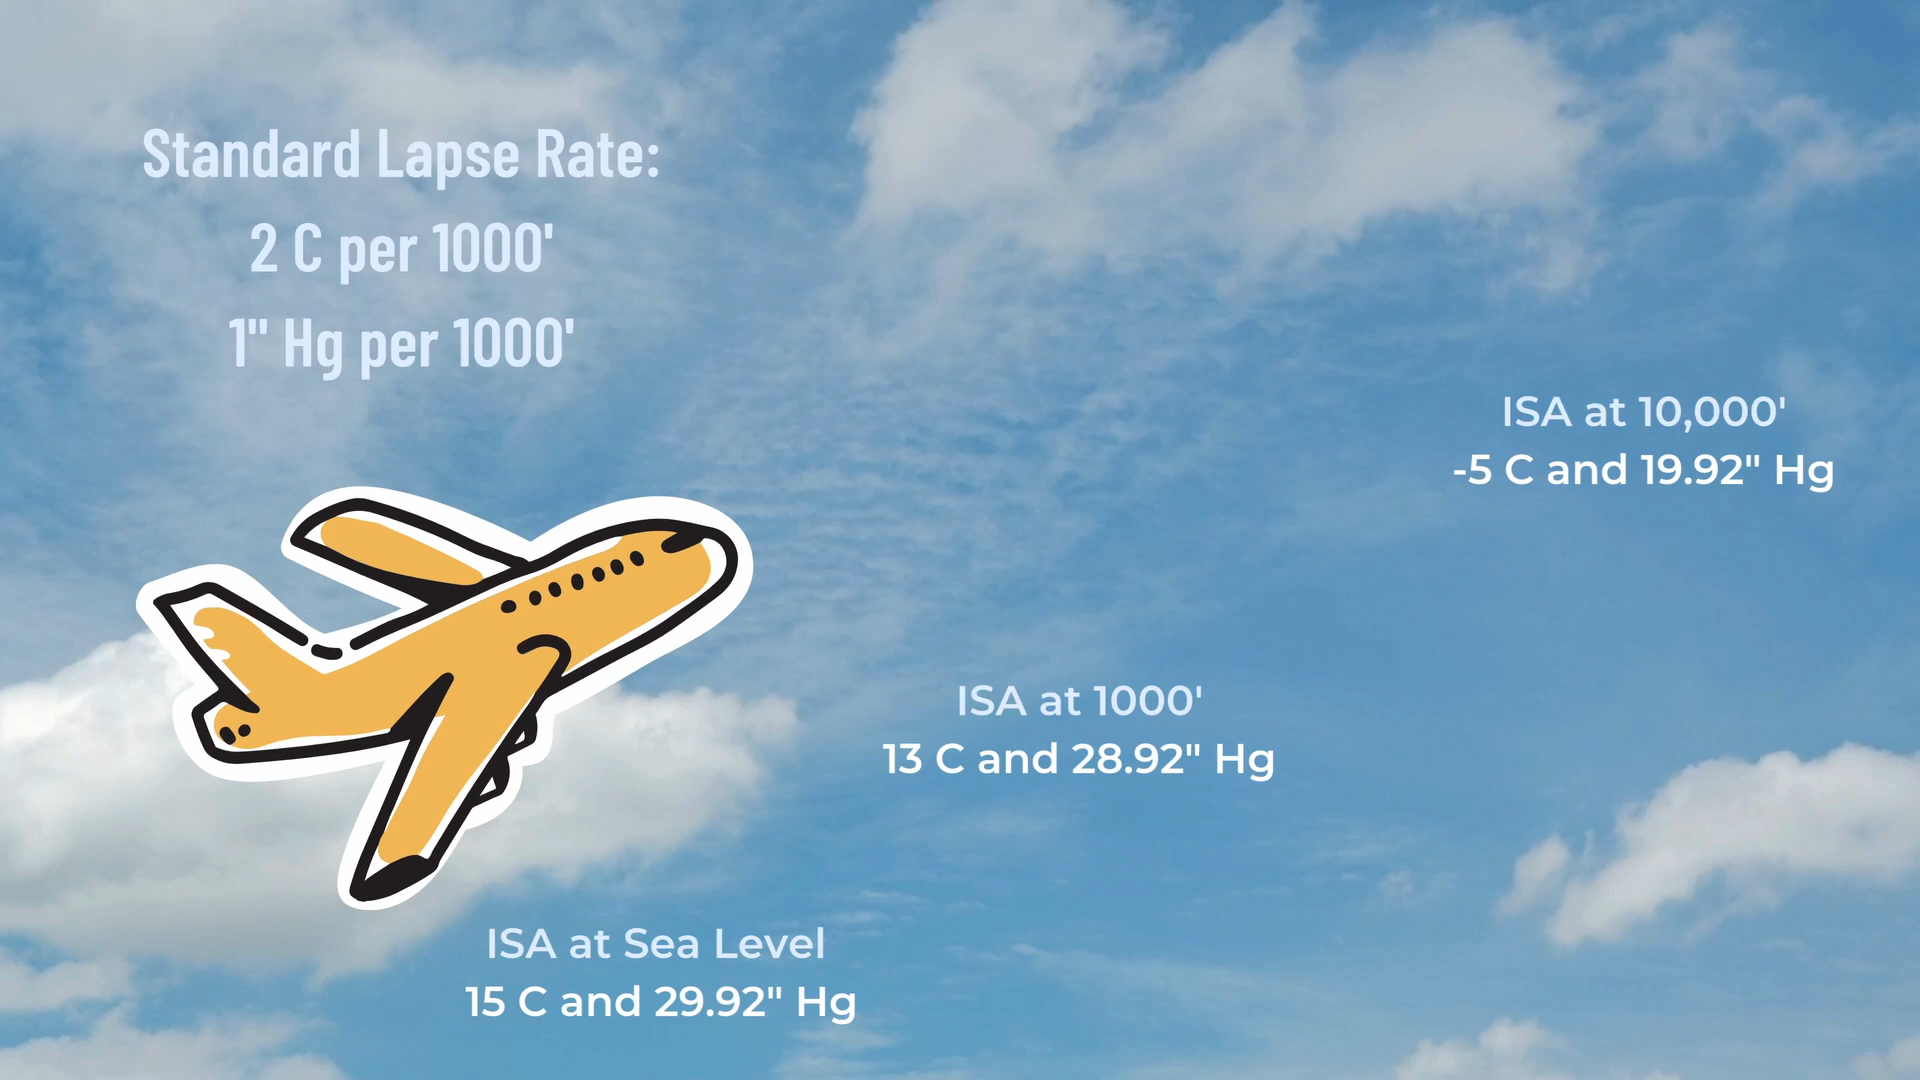 Standard Lapse Rate:
2 C per 1000'
1" Hg per 1000'
ISA at 10,000'
-5 C and 19.92" Hg
ISA at 1000'
13 C and 28.92" Hg
ISA at Sea Level
15 C and 29.92" Hg